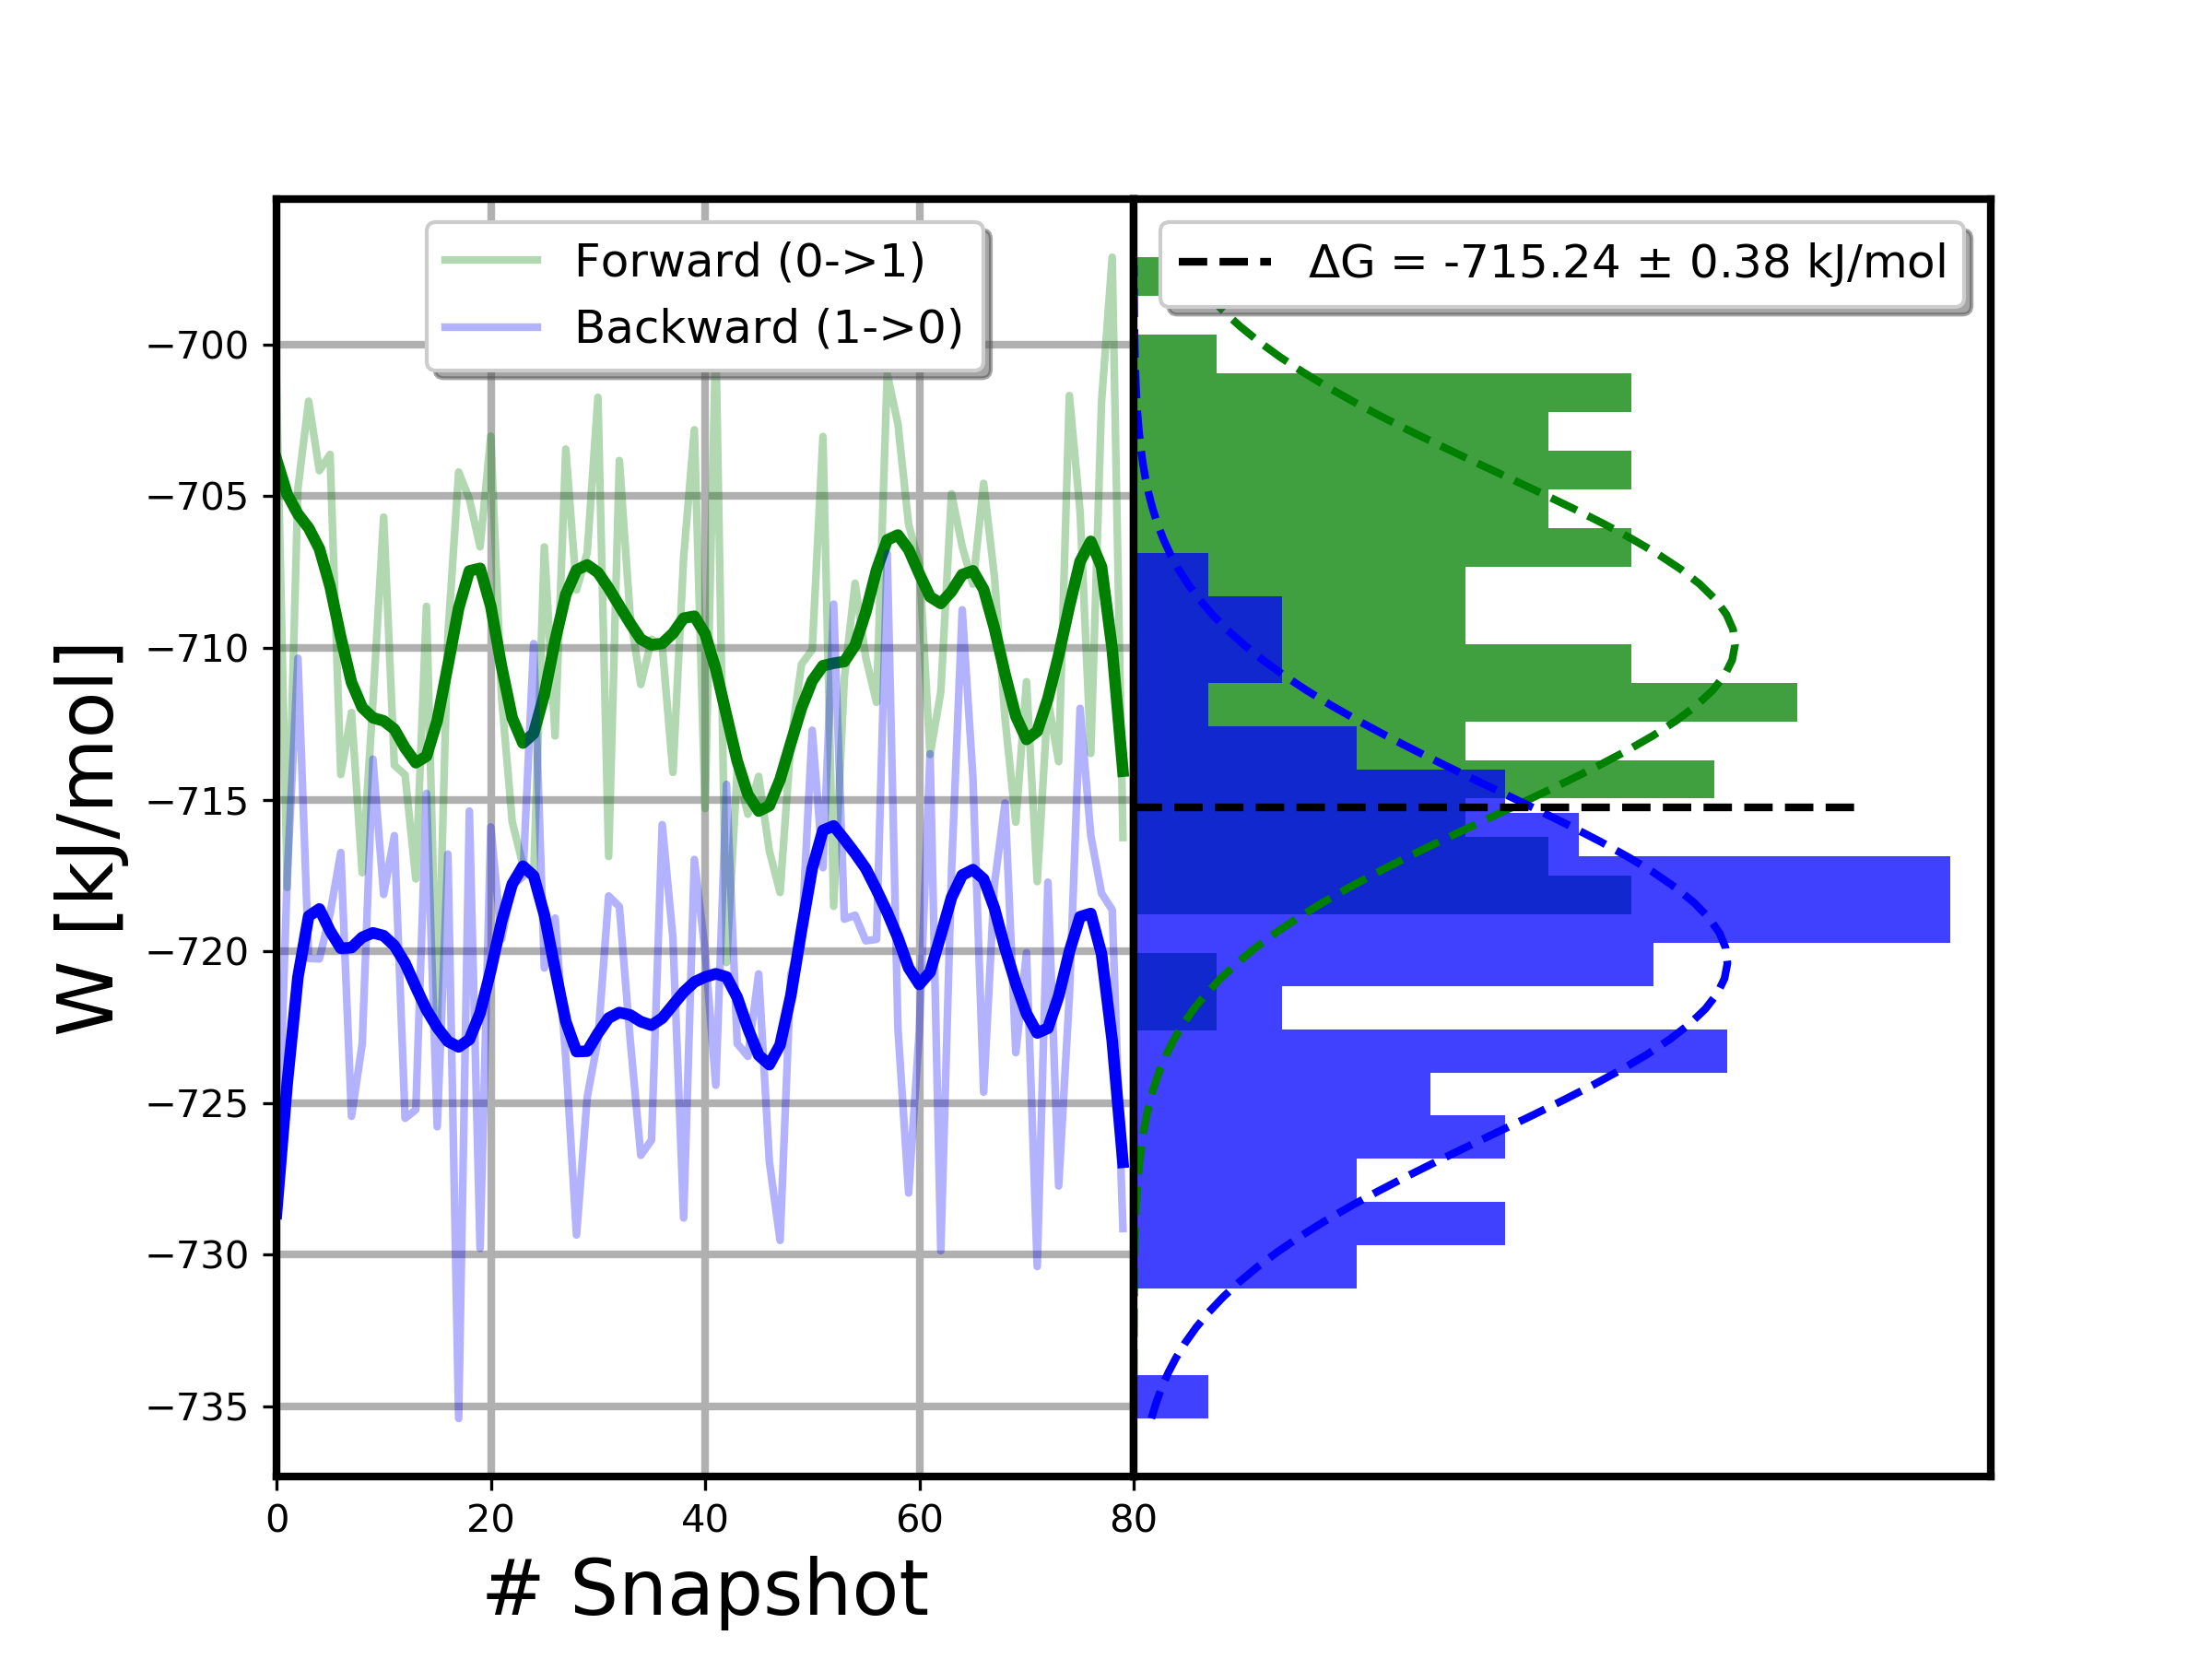 Forward (0->1)
Backward (1->0)
ΔG = -715.24 ± 0.38 kJ/mol
−700
−705
−710
−715
−720
−725
−730
−735
W [kJ/mol]
0
20
40
60
80
# Snapshot